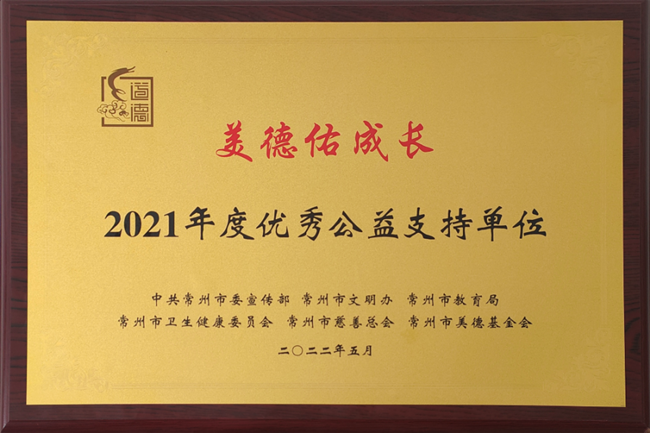 道德
美德佑成长
2021年度优秀公益支持单位
中共常州市委宣传部 常州市文明办 常州市教育局
常州市卫生健康委员会 常州市慈善总会 常州市美德基金会
二〇二二年五月